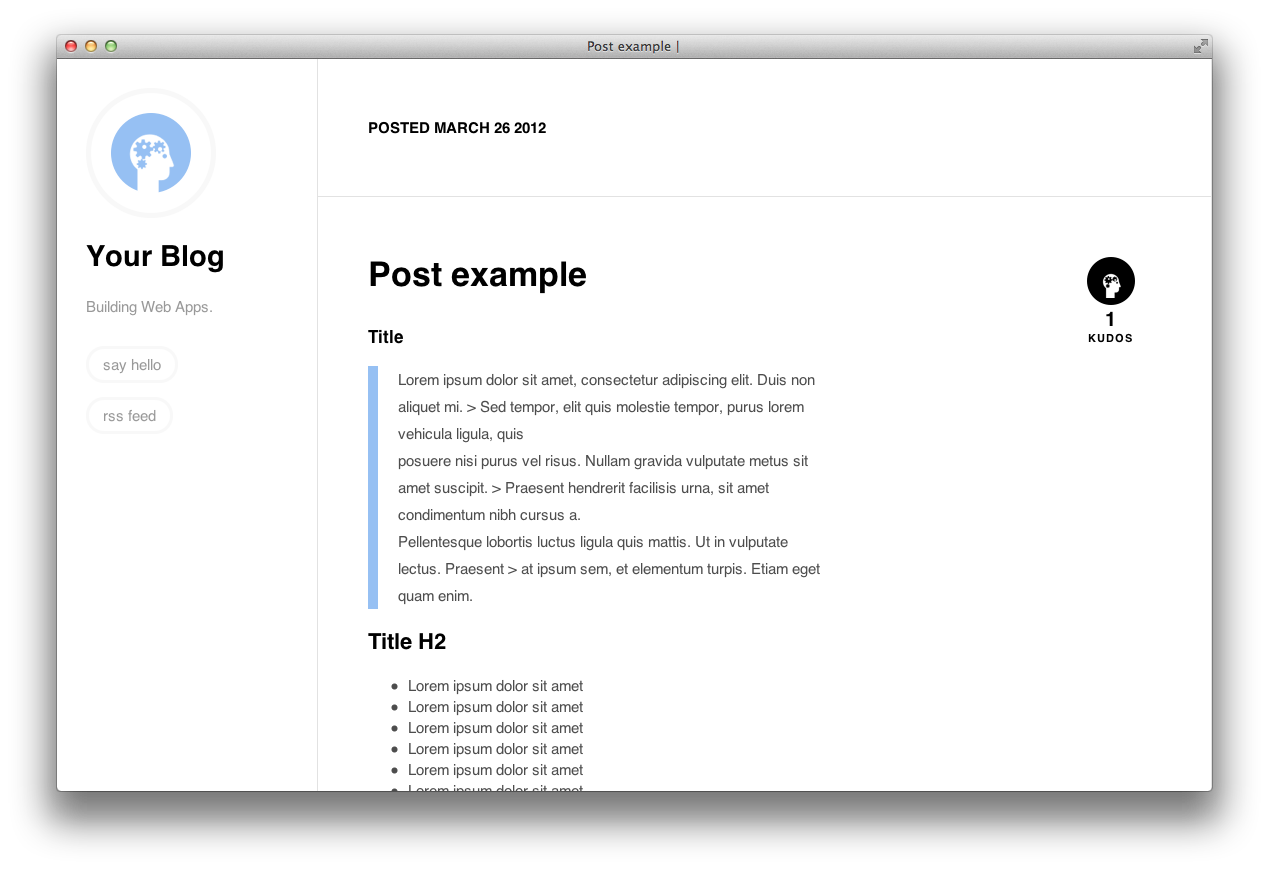 Post example |
Your Blog
Building Web Apps.
say hello
rss feed
POSTED MARCH 26 2012
Post example
1
KUDOS
Title
Lorem ipsum dolor sit amet, consectetur adipiscing elit. Duis non
aliquet mi. > Sed tempor, elit quis molestie tempor, purus lorem
vehicula ligula, quis
posuere nisi purus vel risus. Nullam gravida vulputate metus sit
amet suscipit. > Praesent hendrerit facilisis urna, sit amet
condimentum nibh cursus a.
Pellentesque lobortis luctus ligula quis mattis. Ut in vulputate
lectus. Praesent > at ipsum sem, et elementum turpis. Etiam eget
quam enim.
Title H2
• Lorem ipsum dolor sit amet
• Lorem ipsum dolor sit amet
• Lorem ipsum dolor sit amet
• Lorem ipsum dolor sit amet
• Lorem ipsum dolor sit amet
• Lorem ipsum dolor sit amet